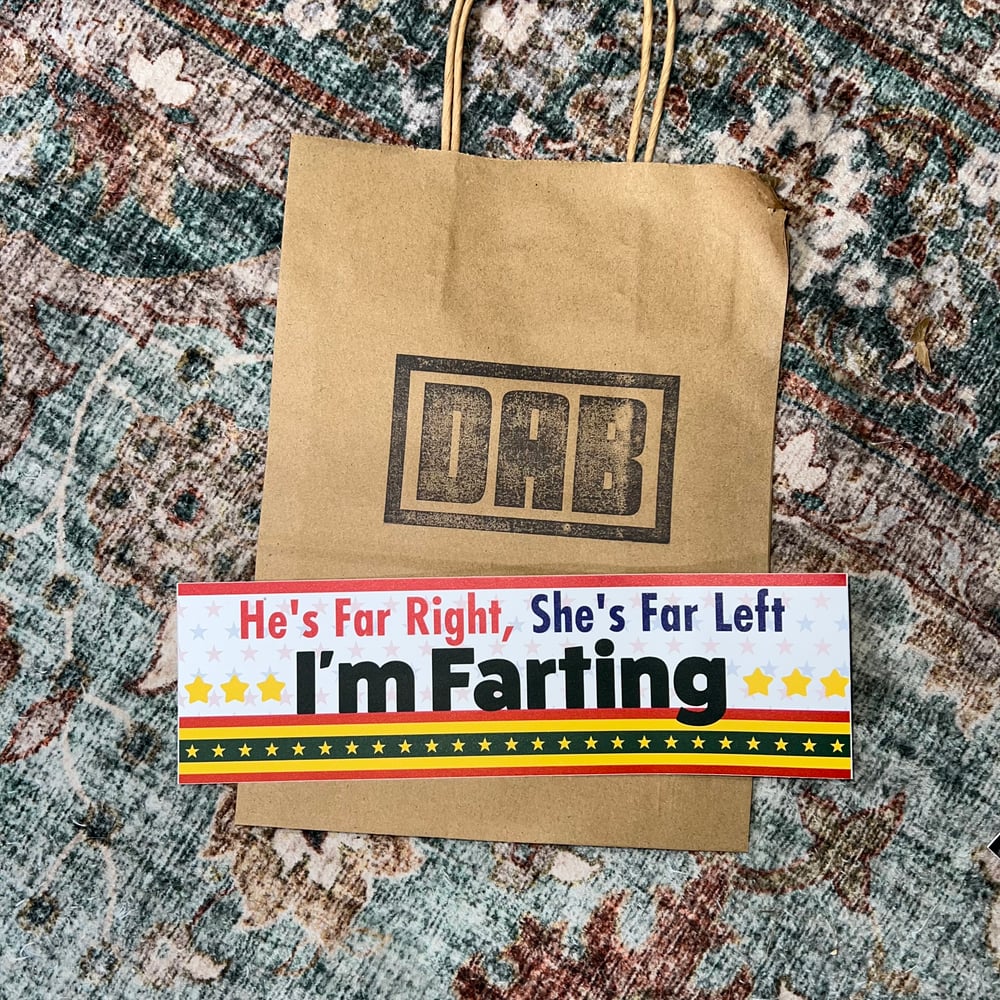 DAB
He's Far Right, She's Far Left
I'm Farting